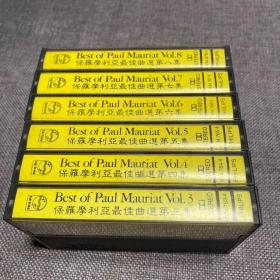 Best of Paul Mauriat Vol.8
保羅摩利亞最佳曲選第八集
Best of Paul Mauriat Vol.7
保羅摩利亞最佳曲選第七集
Best of Paul Mauriat Vol.6
保羅摩利亞最佳曲選第六集
STEREO
Best of Paul Mauriat Vol.5
保羅摩利亞最佳曲選第五集
STEREO
Best of Paul Mauriat Vol.4
保羅摩利亞最佳曲選第四集
STEREO
Best of Paul Mauriat Vol.3
保羅摩利亞最佳曲選第三集
STEREO